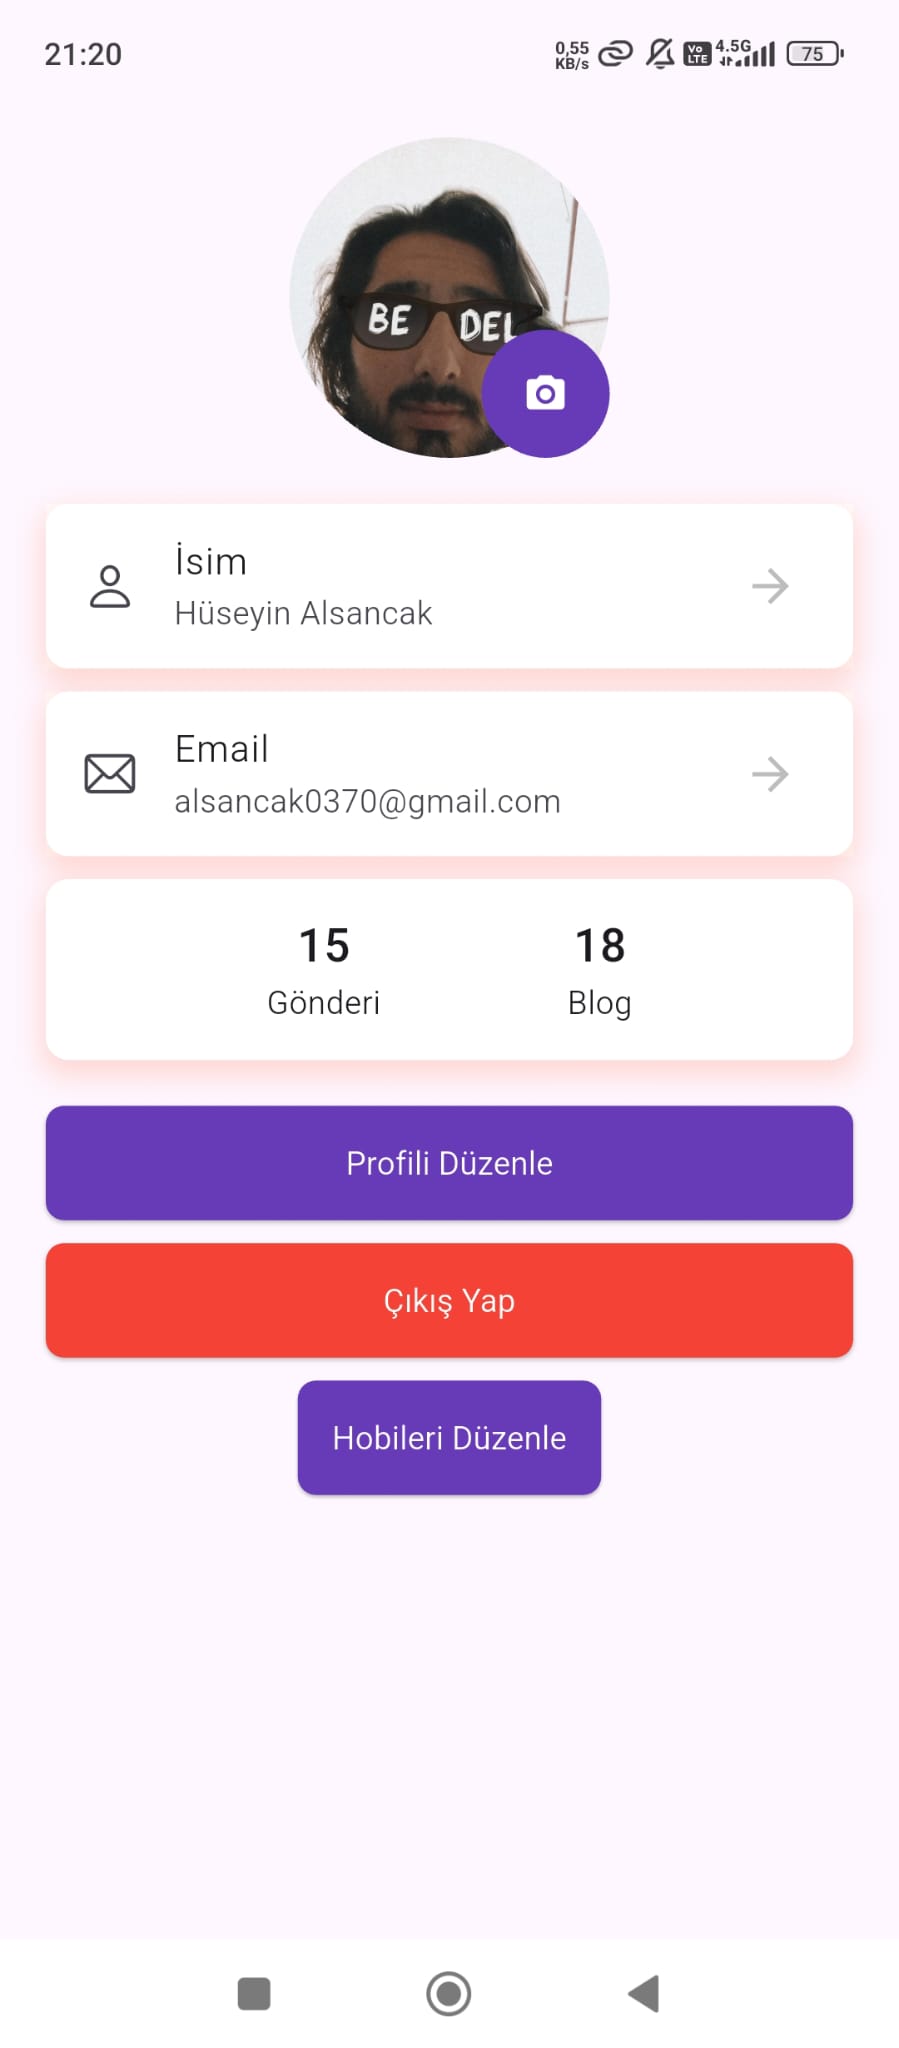 21:20
0,55
KB/s
Vo
LTE
4.5G
75
BE DEL
İsim
Hüseyin Alsancak
Email
alsancak0370@gmail.com
15
Gönderi
18
Blog
Profili Düzenle
Çıkış Yap
Hobileri Düzenle